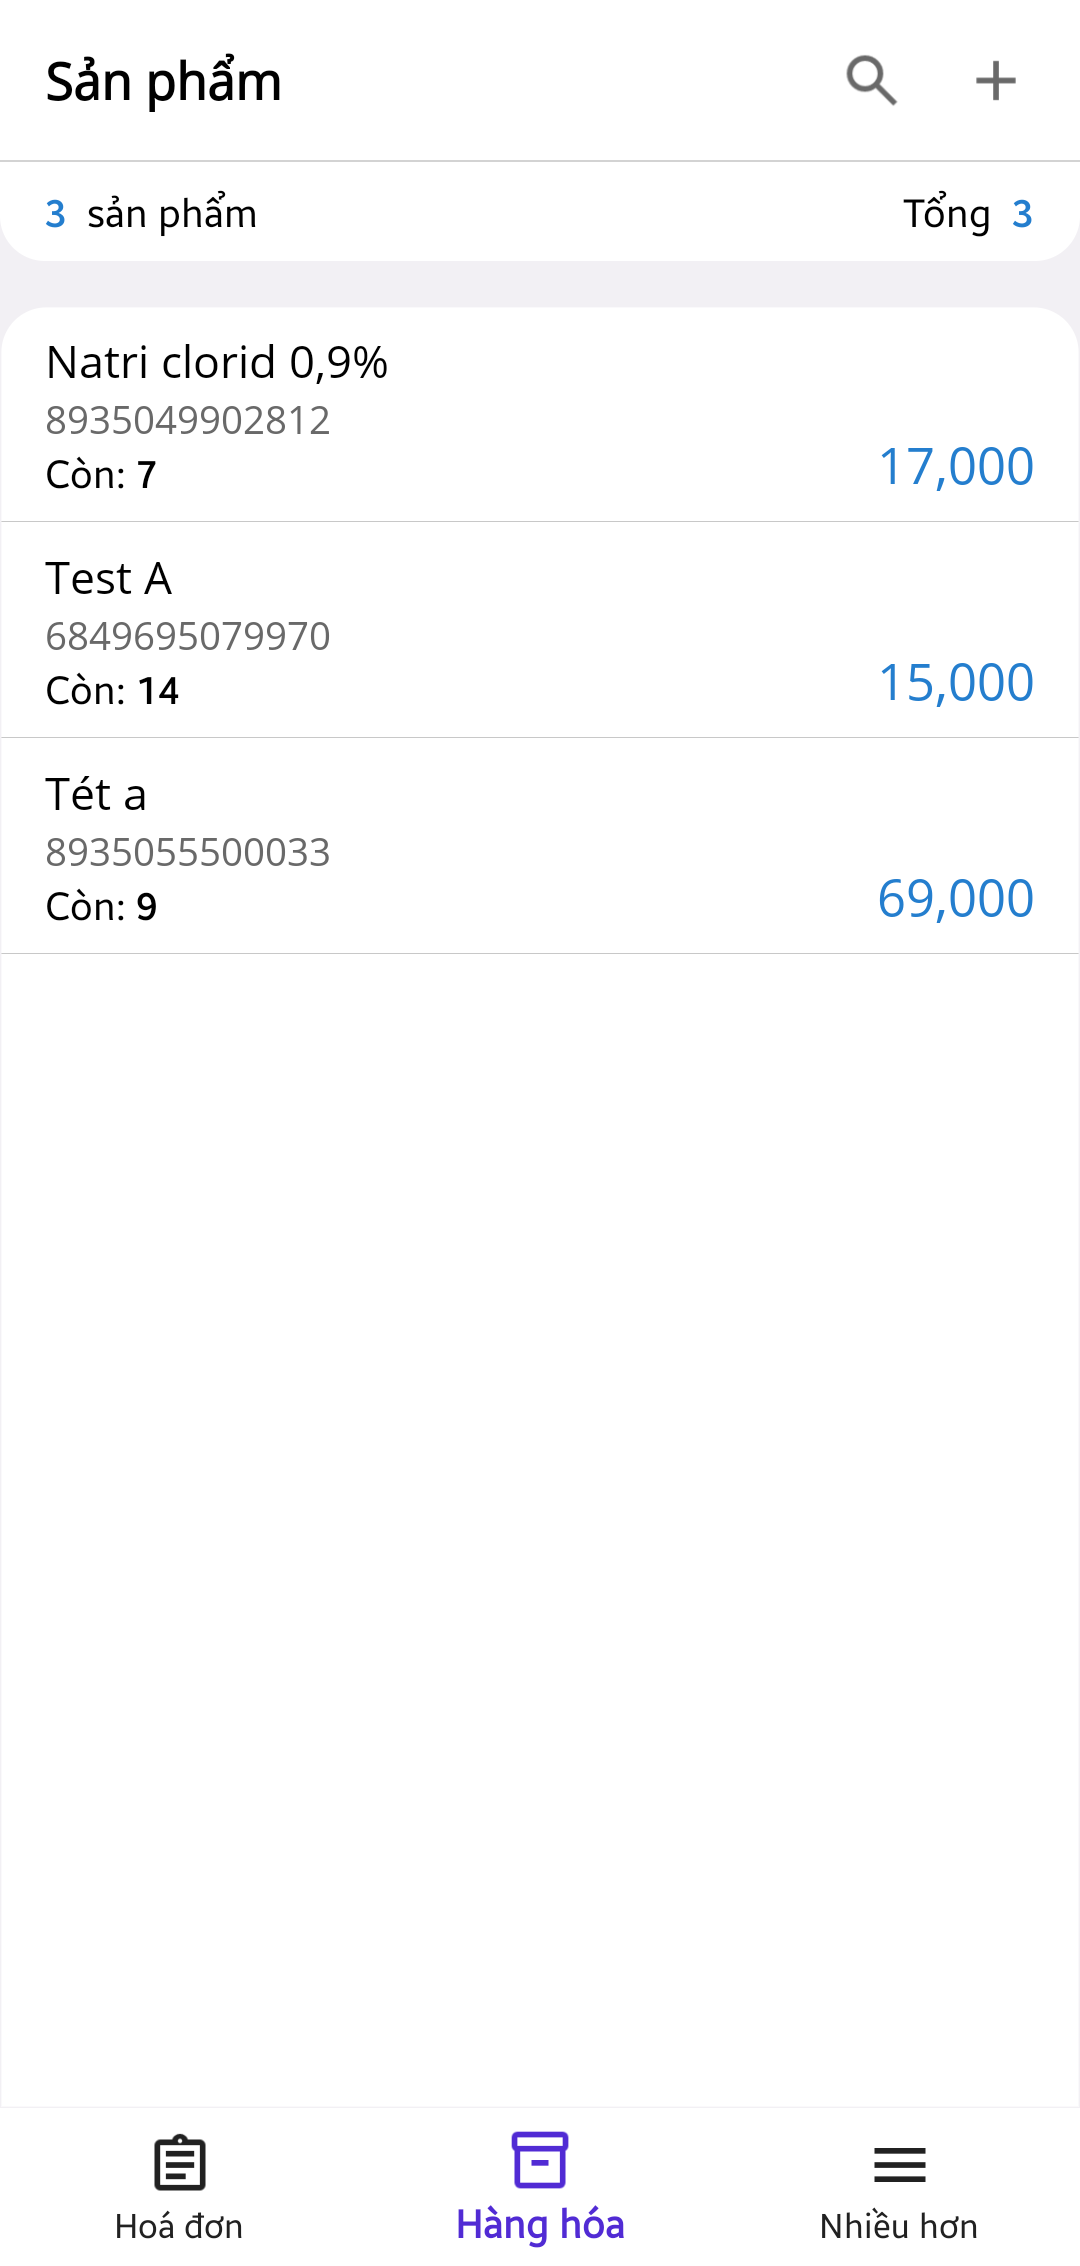 Sản phẩm
3 sản phẩm Tổng 3
Natri clorid 0,9%
8935049902812
Còn: 7 17,000
Test A
6849695079970
Còn: 14 15,000
Tét a
8935055500033
Còn: 9 69,000
Hoá đơn Hàng hóa Nhiều hơn